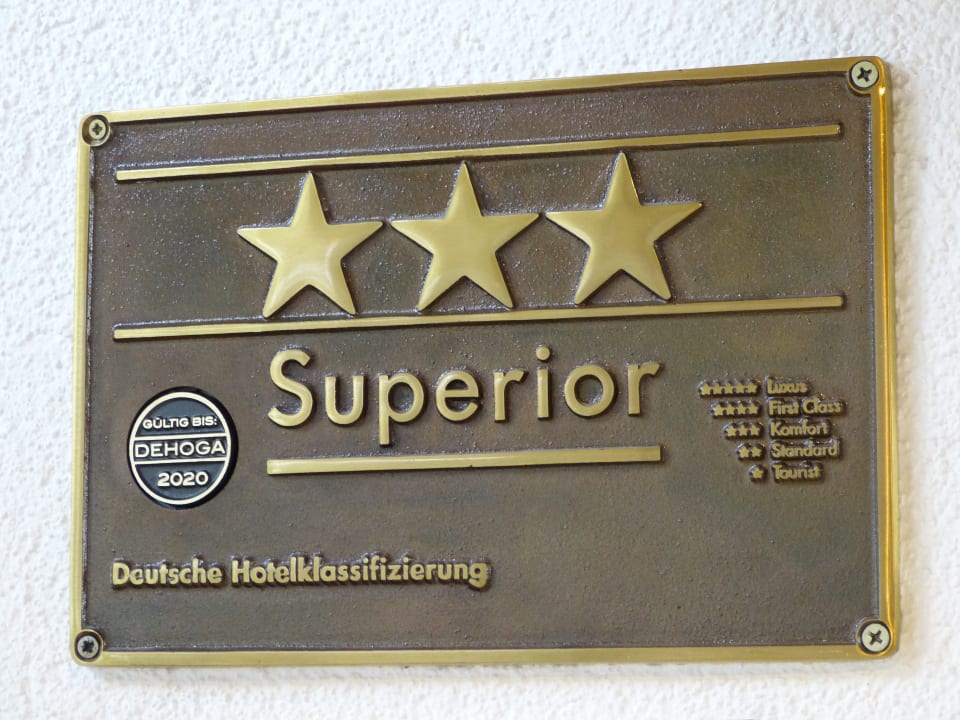 Superior
GÜLTIG BIS:
DEHOGA
2020
Luxus
First Class
Komfort
Standard
Tourist
Deutsche Hotelklassifizierung